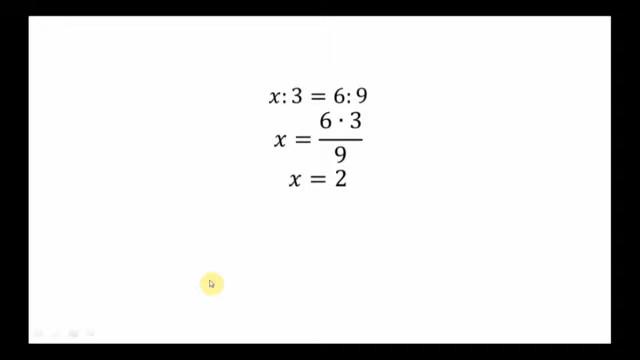 x: 3 = 6: 9
x = 6 · 3 / 9
x = 2